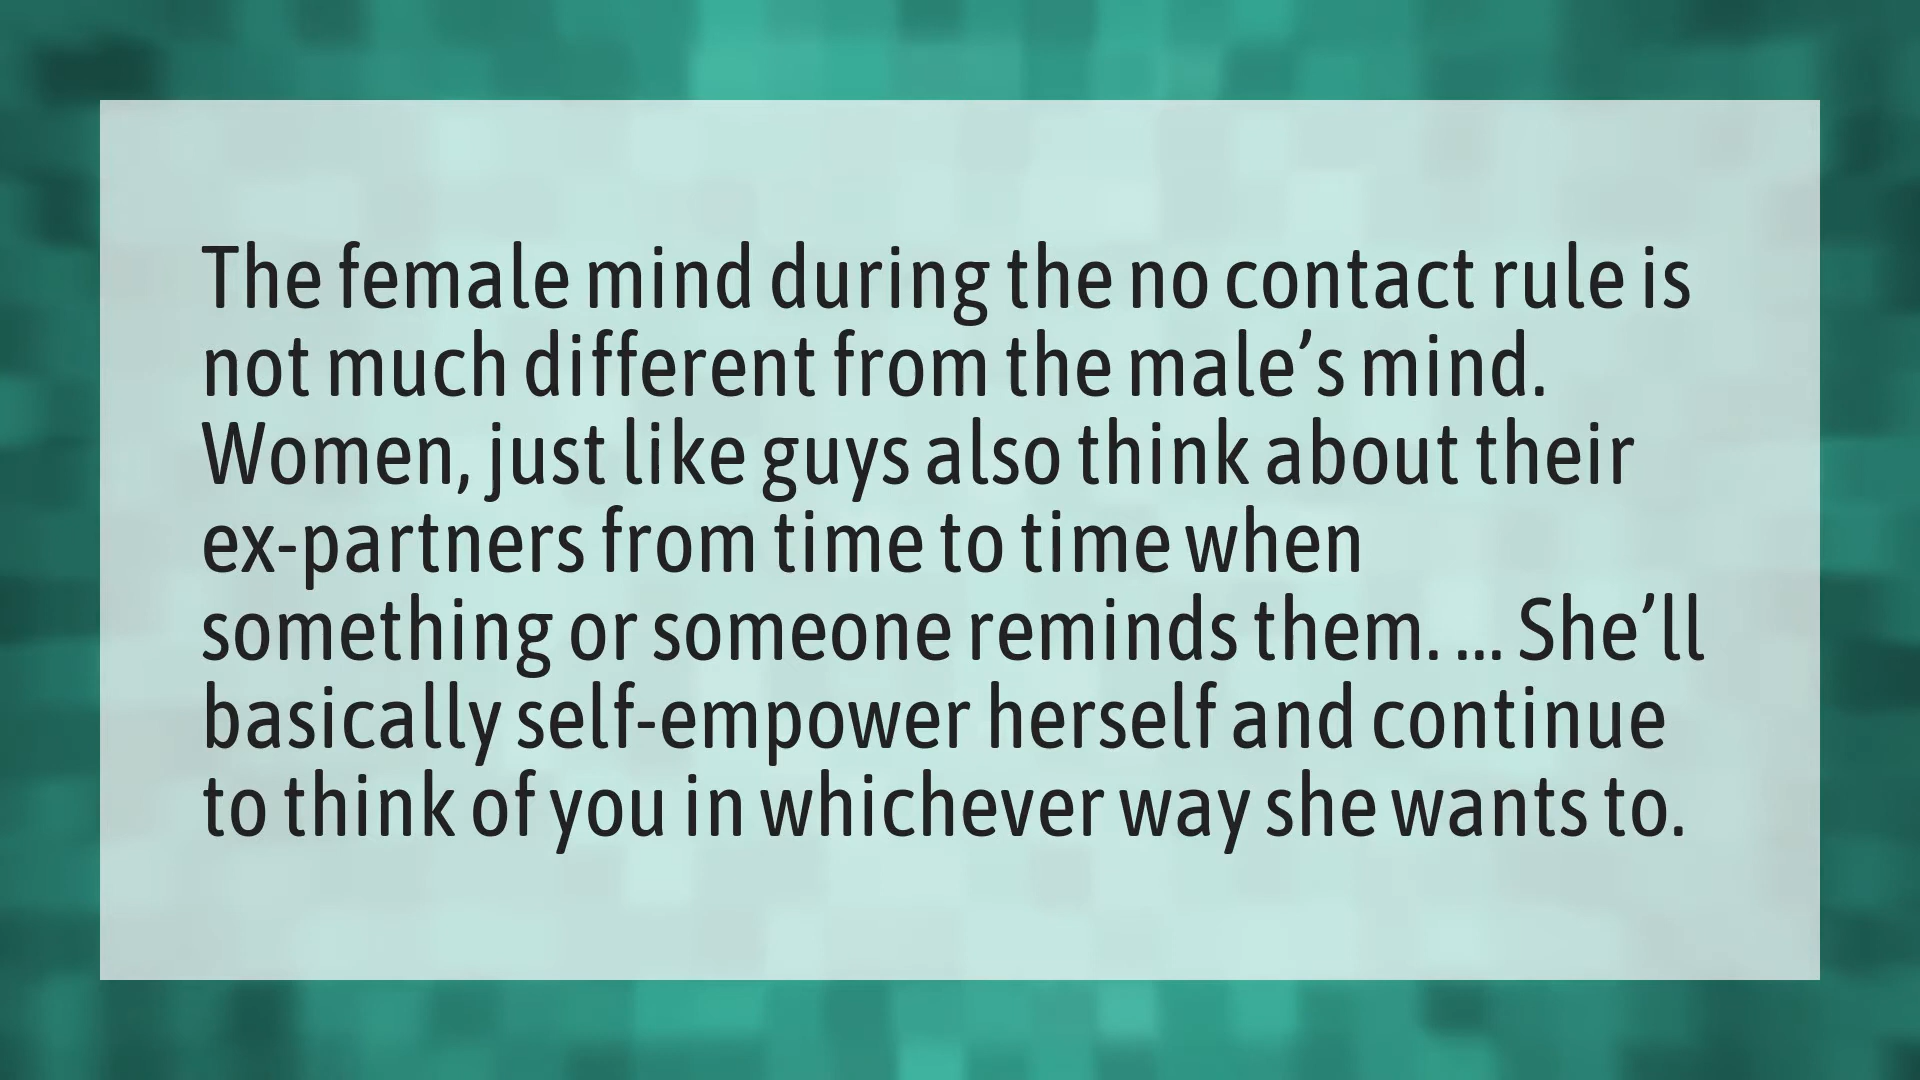 The female mind during the no contact rule is
not much different from the male’s mind.
Women, just like guys also think about their
ex-partners from time to time when
something or someone reminds them. ... She’ll
basically self-empower herself and continue
to think of you in whichever way she wants to.